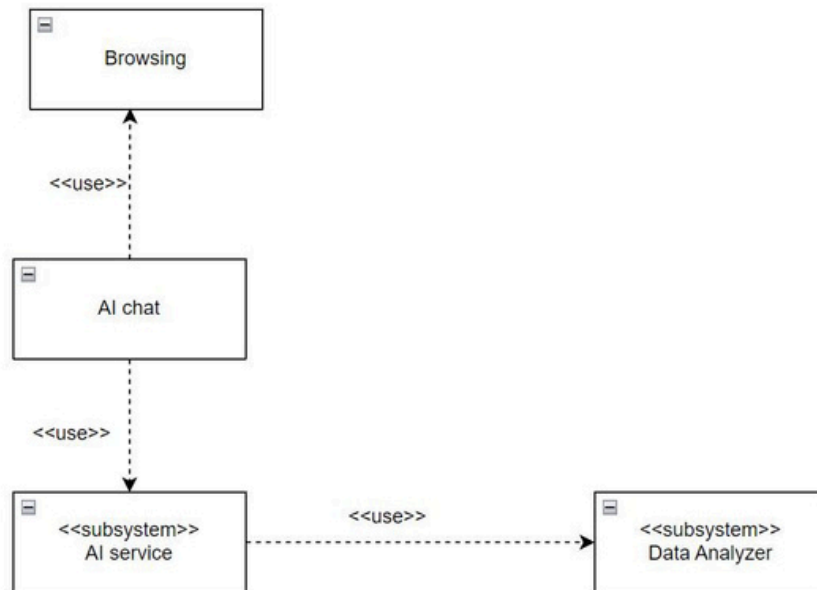 Browsing
<<use>>
AI chat
<<use>>
<<subsystem>>
AI service
<<use>>
<<subsystem>>
Data Analyzer